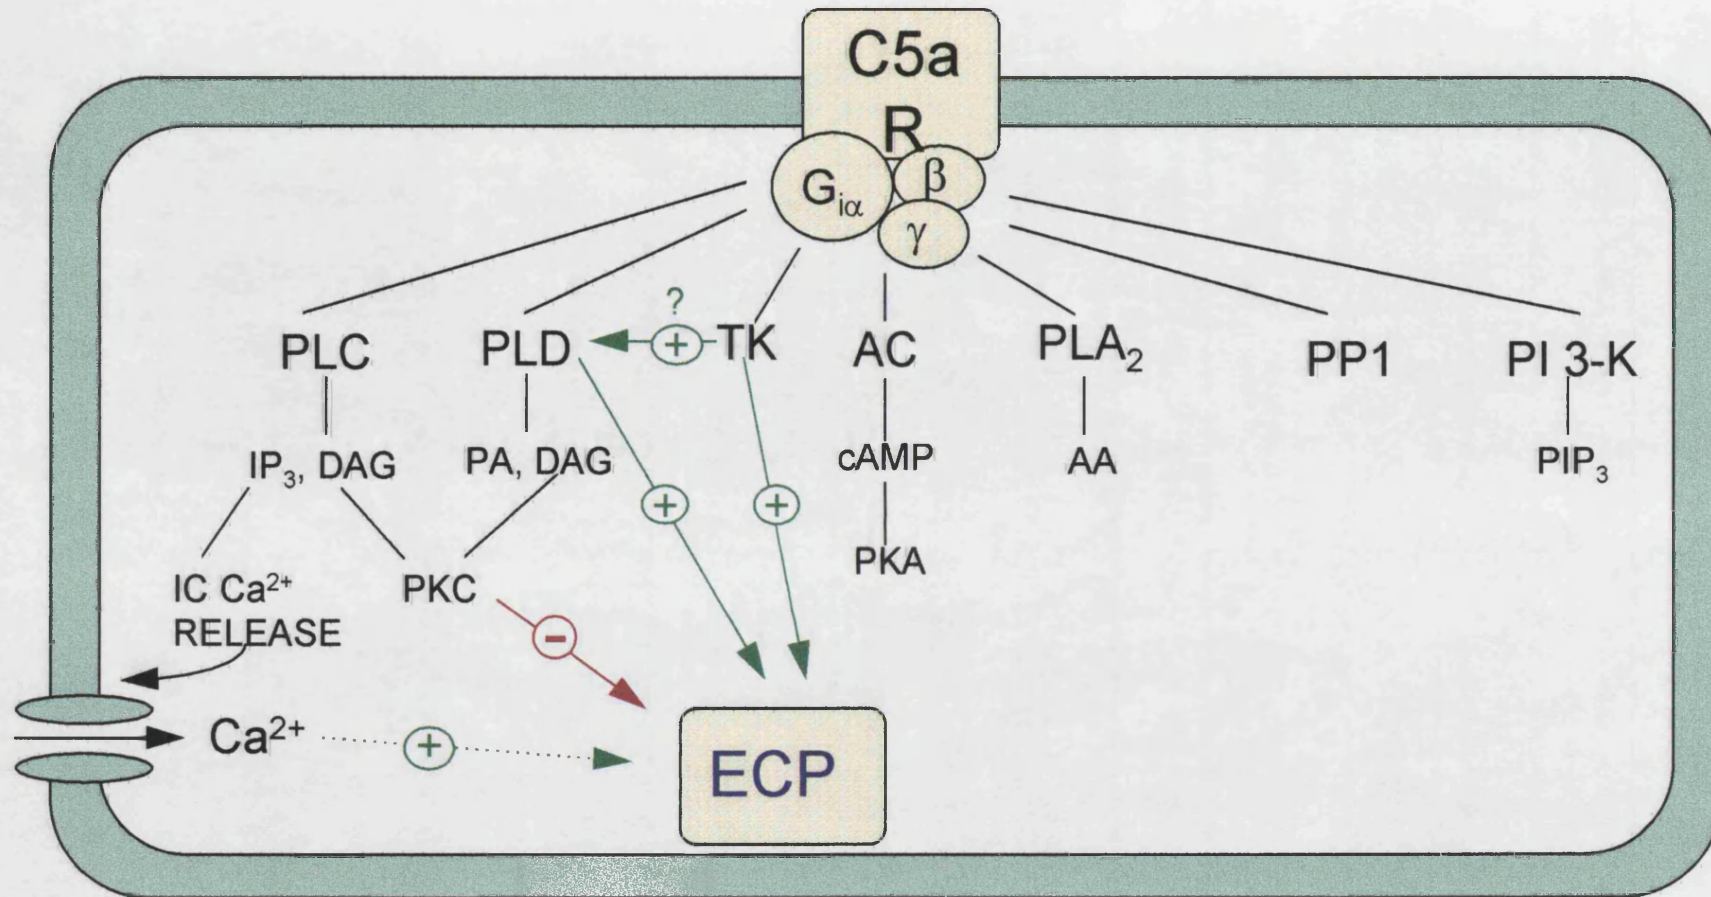 C5a
R
G iα
β
γ
?
PLC
PLD
+
TK
AC
PLA₂
PP1
PI 3-K
IP₃, DAG
PA, DAG
cAMP
AA
PIP₃
+
+
IC Ca²⁺
RELEASE
PKC
PKA
-
Ca²⁺
+
ECP